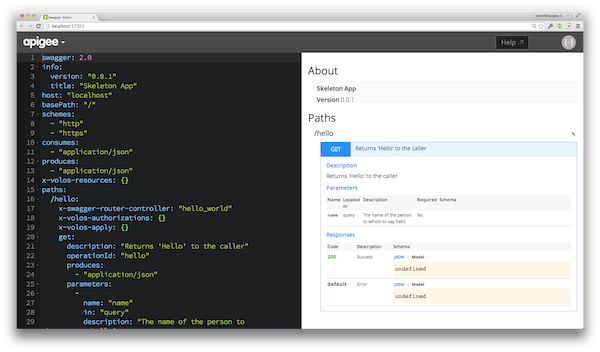 Swagger Editor
localhost:57263
apigee
Help
1 swagger: 2.0
2 info:
3 version: "0.0.1"
4 title: "Skeleton App"
5 host: "localhost"
6 basePath: "/"
7 schemes:
8 - "http"
9 - "https"
10 consumes:
11 - "application/json"
12 produces:
13 - "application/json"
14 x-volos-resources: {}
15 paths:
16 /hello:
17 x-swagger-router-controller: "hello_world"
18 x-volos-authorizations: {}
19 x-volos-apply: {}
20 get:
21 description: "Returns 'Hello' to the caller"
22 operationId: "hello"
23 produces:
24 - "application/json"
25 parameters:
26 -
27 name: "name"
28 in: "query"
29 description: "The name of the person to
About
Skeleton App
Version 0.0.1
Paths
/hello
GET Returns 'Hello' to the caller
Description
Returns 'Hello' to the caller
Parameters
Name Located in Description Required Schema
name query The name of the person to whom to say hello No
Responses
Code Description Schema
200 Success JSON | Model
undefined
default Error JSON | Model
undefined